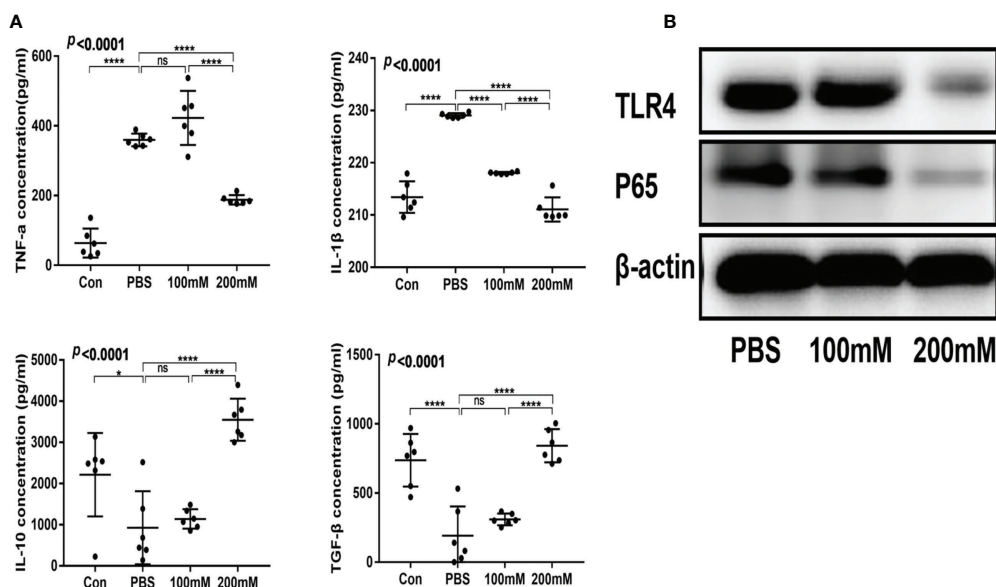 A
B
p<0.0001
****
**** ns ****
TNF-a concentration(pg/ml)
600
400
200
0
Con PBS 100mM 200mM
p<0.0001
****
**** **** ****
IL-1β concentration (pg/ml)
240
230
220
210
200
Con PBS 100mM 200mM
TLR4
P65
β-actin
PBS 100mM 200mM
p<0.0001
****
* ns ****
IL-10 concentration (pg/ml)
5000
4000
3000
2000
1000
0
Con PBS 100mM 200mM
p<0.0001
****
**** ns ****
TGF-β concentration (pg/ml)
1500
1000
500
0
Con PBS 100mM 200mM